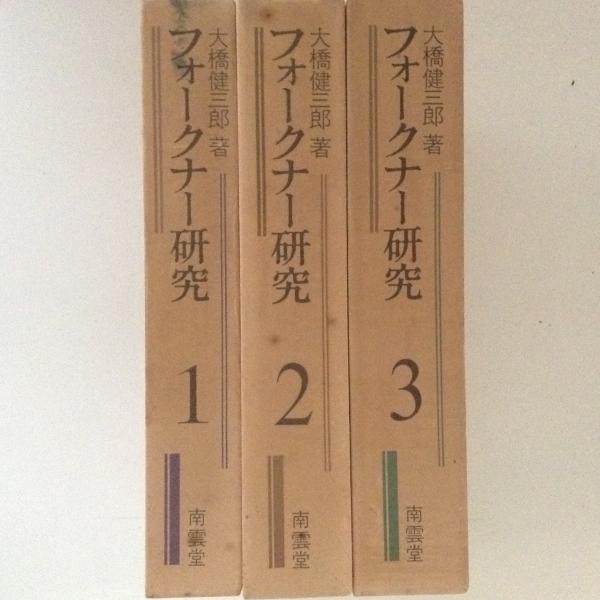 大橋健三郎 著
フォークナー研究
1
南雲堂
大橋健三郎 著
フォークナー研究
2
南雲堂
大橋健三郎 著
フォークナー研究
3
南雲堂